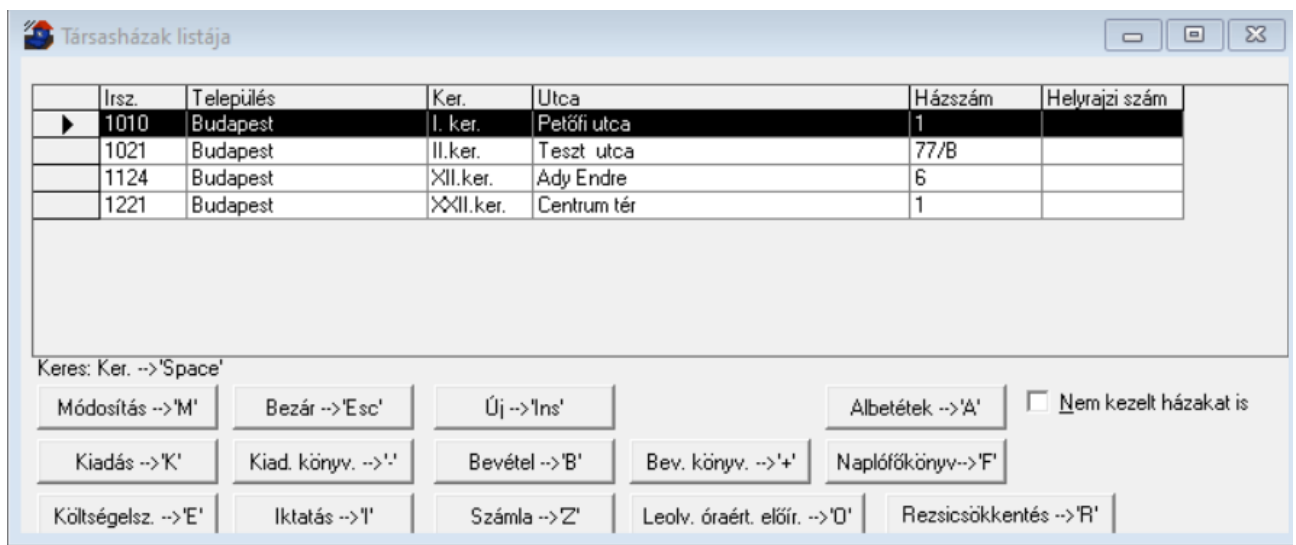 Társasházak listája
Irsz. Település Ker. Utca Házszám Helyrajzi szám
1010 Budapest I. ker. Petőfi utca 1
1021 Budapest II.ker. Teszt utca 77/B
1124 Budapest XII.ker. Ady Endre 6
1221 Budapest XXII.ker. Centrum tér 1
Keres: Ker. -->'Space'
Módosítás -->'M' Bezár -->'Esc' Új -->'Ins' Albetétek -->'A' Nem kezelt házakat is
Kiadás -->'K' Kiad. könyv. -->'-' Bevétel -->'B' Bev. könyv. -->'+' Naplófőkönyv-->'F'
Költségelsz. -->'E' Iktatás -->'I' Számla -->'Z' Leolv. óraért. előír. -->'O' Rezsicsökkentés -->'R'